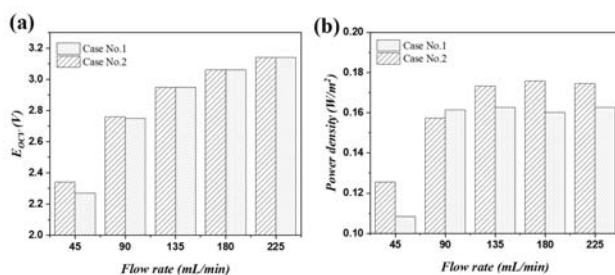 (a)
Case No.1
Case No.2
E_OCV (V)
3.2
3.0
2.8
2.6
2.4
2.2
2.0
45 90 135 180 225
Flow rate (mL/min)
(b)
Case No.1
Case No.2
Power density (W/m²)
0.20
0.18
0.16
0.14
0.12
0.10
45 90 135 180 225
Flow rate (mL/min)